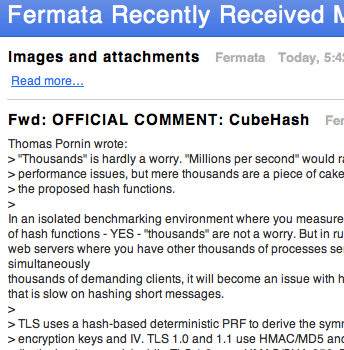 Fermata Recently Received M
Images and attachments Fermata Today, 5:4
Read more...
Fwd: OFFICIAL COMMENT: CubeHash Fer
Thomas Pornin wrote:
> "Thousands" is hardly a worry. "Millions per second" would ra
> performance issues, but mere thousands are a piece of cake
> the proposed hash functions.
>
In an isolated benchmarking environment where you measure
of hash functions - YES - "thousands" are not a worry. But in ru
web servers where you have other thousands of processes se
simultaneously
thousands of demanding clients, it will become an issue with h
that is slow on hashing short messages.
>
> TLS uses a hash-based deterministic PRF to derive the symr
> encryption keys and IV. TLS 1.0 and 1.1 use HMAC/MD5 and